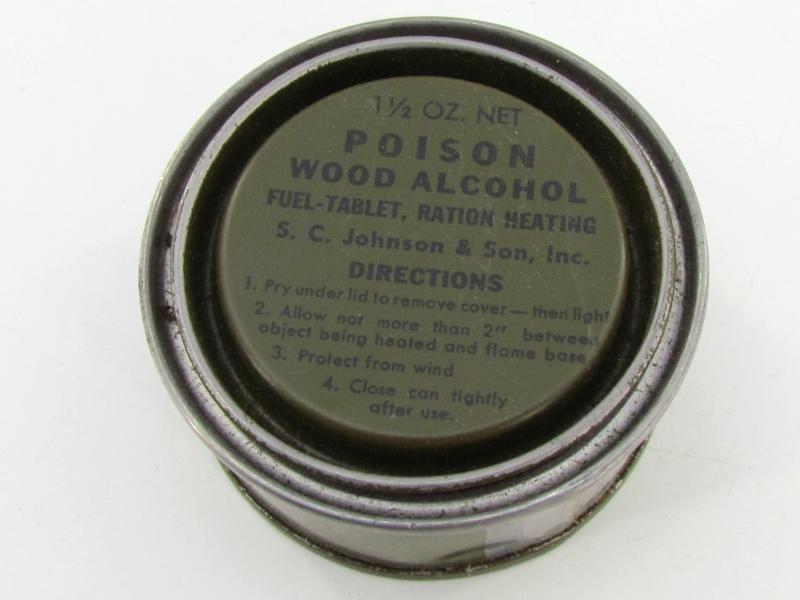 1½ OZ. NET
POISON
WOOD ALCOHOL
FUEL-TABLET, RATION HEATING
S. C. Johnson & Son, Inc.
DIRECTIONS
1. Pry under lid to remove cover — then light
2. Allow not more than 2" between
object being heated and flame base
3. Protect from wind
4. Close can tightly
after use.